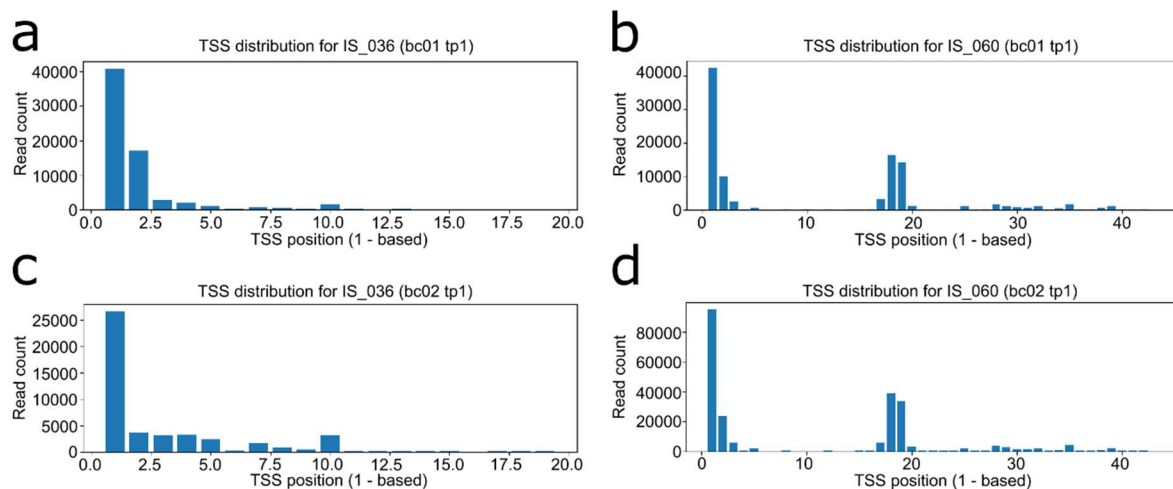 a
TSS distribution for IS_036 (bc01 tp1)
Read count
40000
30000
20000
10000
0
0.0 2.5 5.0 7.5 10.0 12.5 15.0 17.5 20.0
TSS position (1 - based)
b
TSS distribution for IS_060 (bc01 tp1)
Read count
40000
30000
20000
10000
0
0 10 20 30 40
TSS position (1 - based)
c
TSS distribution for IS_036 (bc02 tp1)
Read count
25000
20000
15000
10000
5000
0
0.0 2.5 5.0 7.5 10.0 12.5 15.0 17.5 20.0
TSS position (1 - based)
d
TSS distribution for IS_060 (bc02 tp1)
Read count
80000
60000
40000
20000
0
0 10 20 30 40
TSS position (1 - based)